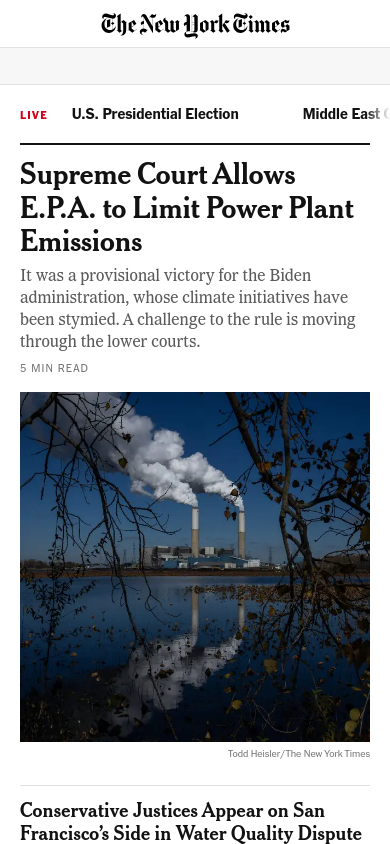 The New York Times
LIVE
U.S. Presidential Election
Middle East
Supreme Court Allows
E.P.A. to Limit Power Plant
Emissions
It was a provisional victory for the Biden
administration, whose climate initiatives have
been stymied. A challenge to the rule is moving
through the lower courts.
5 MIN READ
Todd Heisler/The New York Times
Conservative Justices Appear on San
Francisco’s Side in Water Quality Dispute